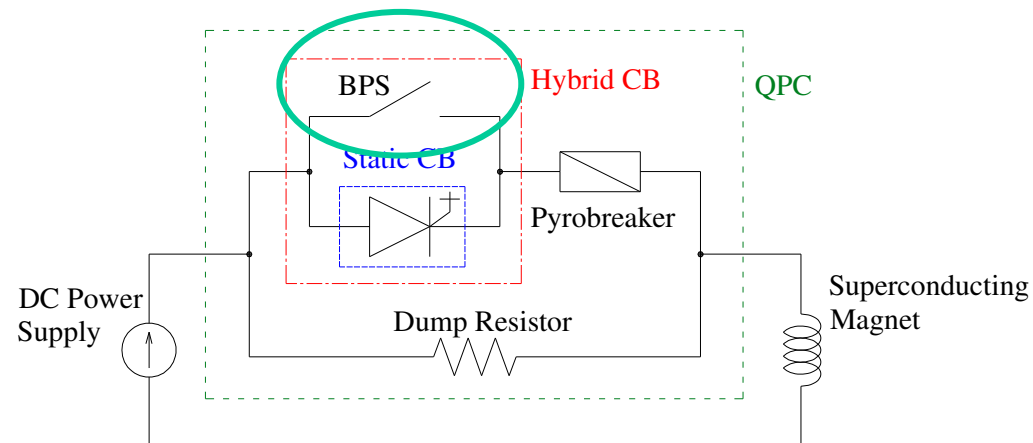 BPS
Hybrid CB
QPC
Static CB
Pyrobreaker
DC Power
Supply
Dump Resistor
Superconducting
Magnet